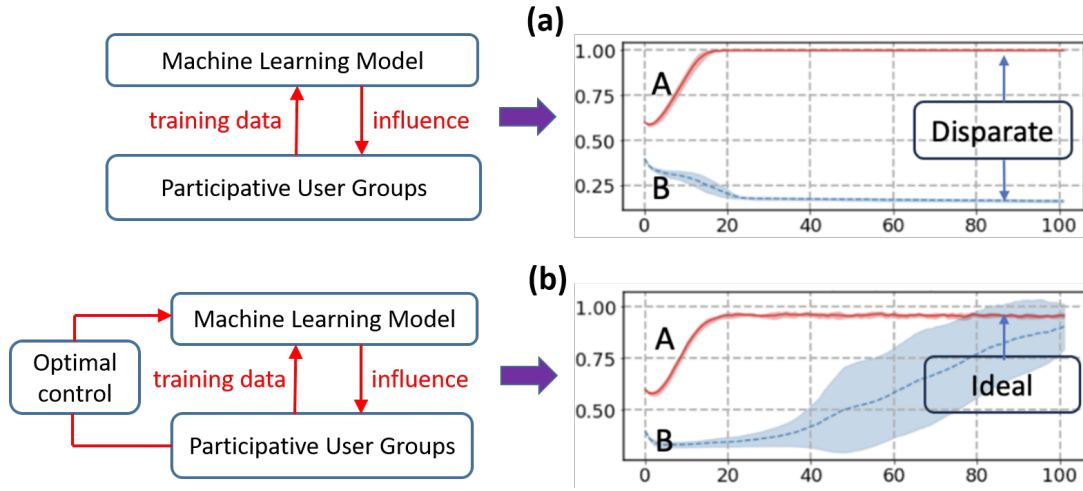 (a)
Machine Learning Model
training data
influence
Participative User Groups
1.00
0.75
0.50
0.25
A
B
Disparate
0
20
40
60
80
100
(b)
Machine Learning Model
Optimal
control
training data
influence
Participative User Groups
1.00
0.75
0.50
A
B
Ideal
0
20
40
60
80
100